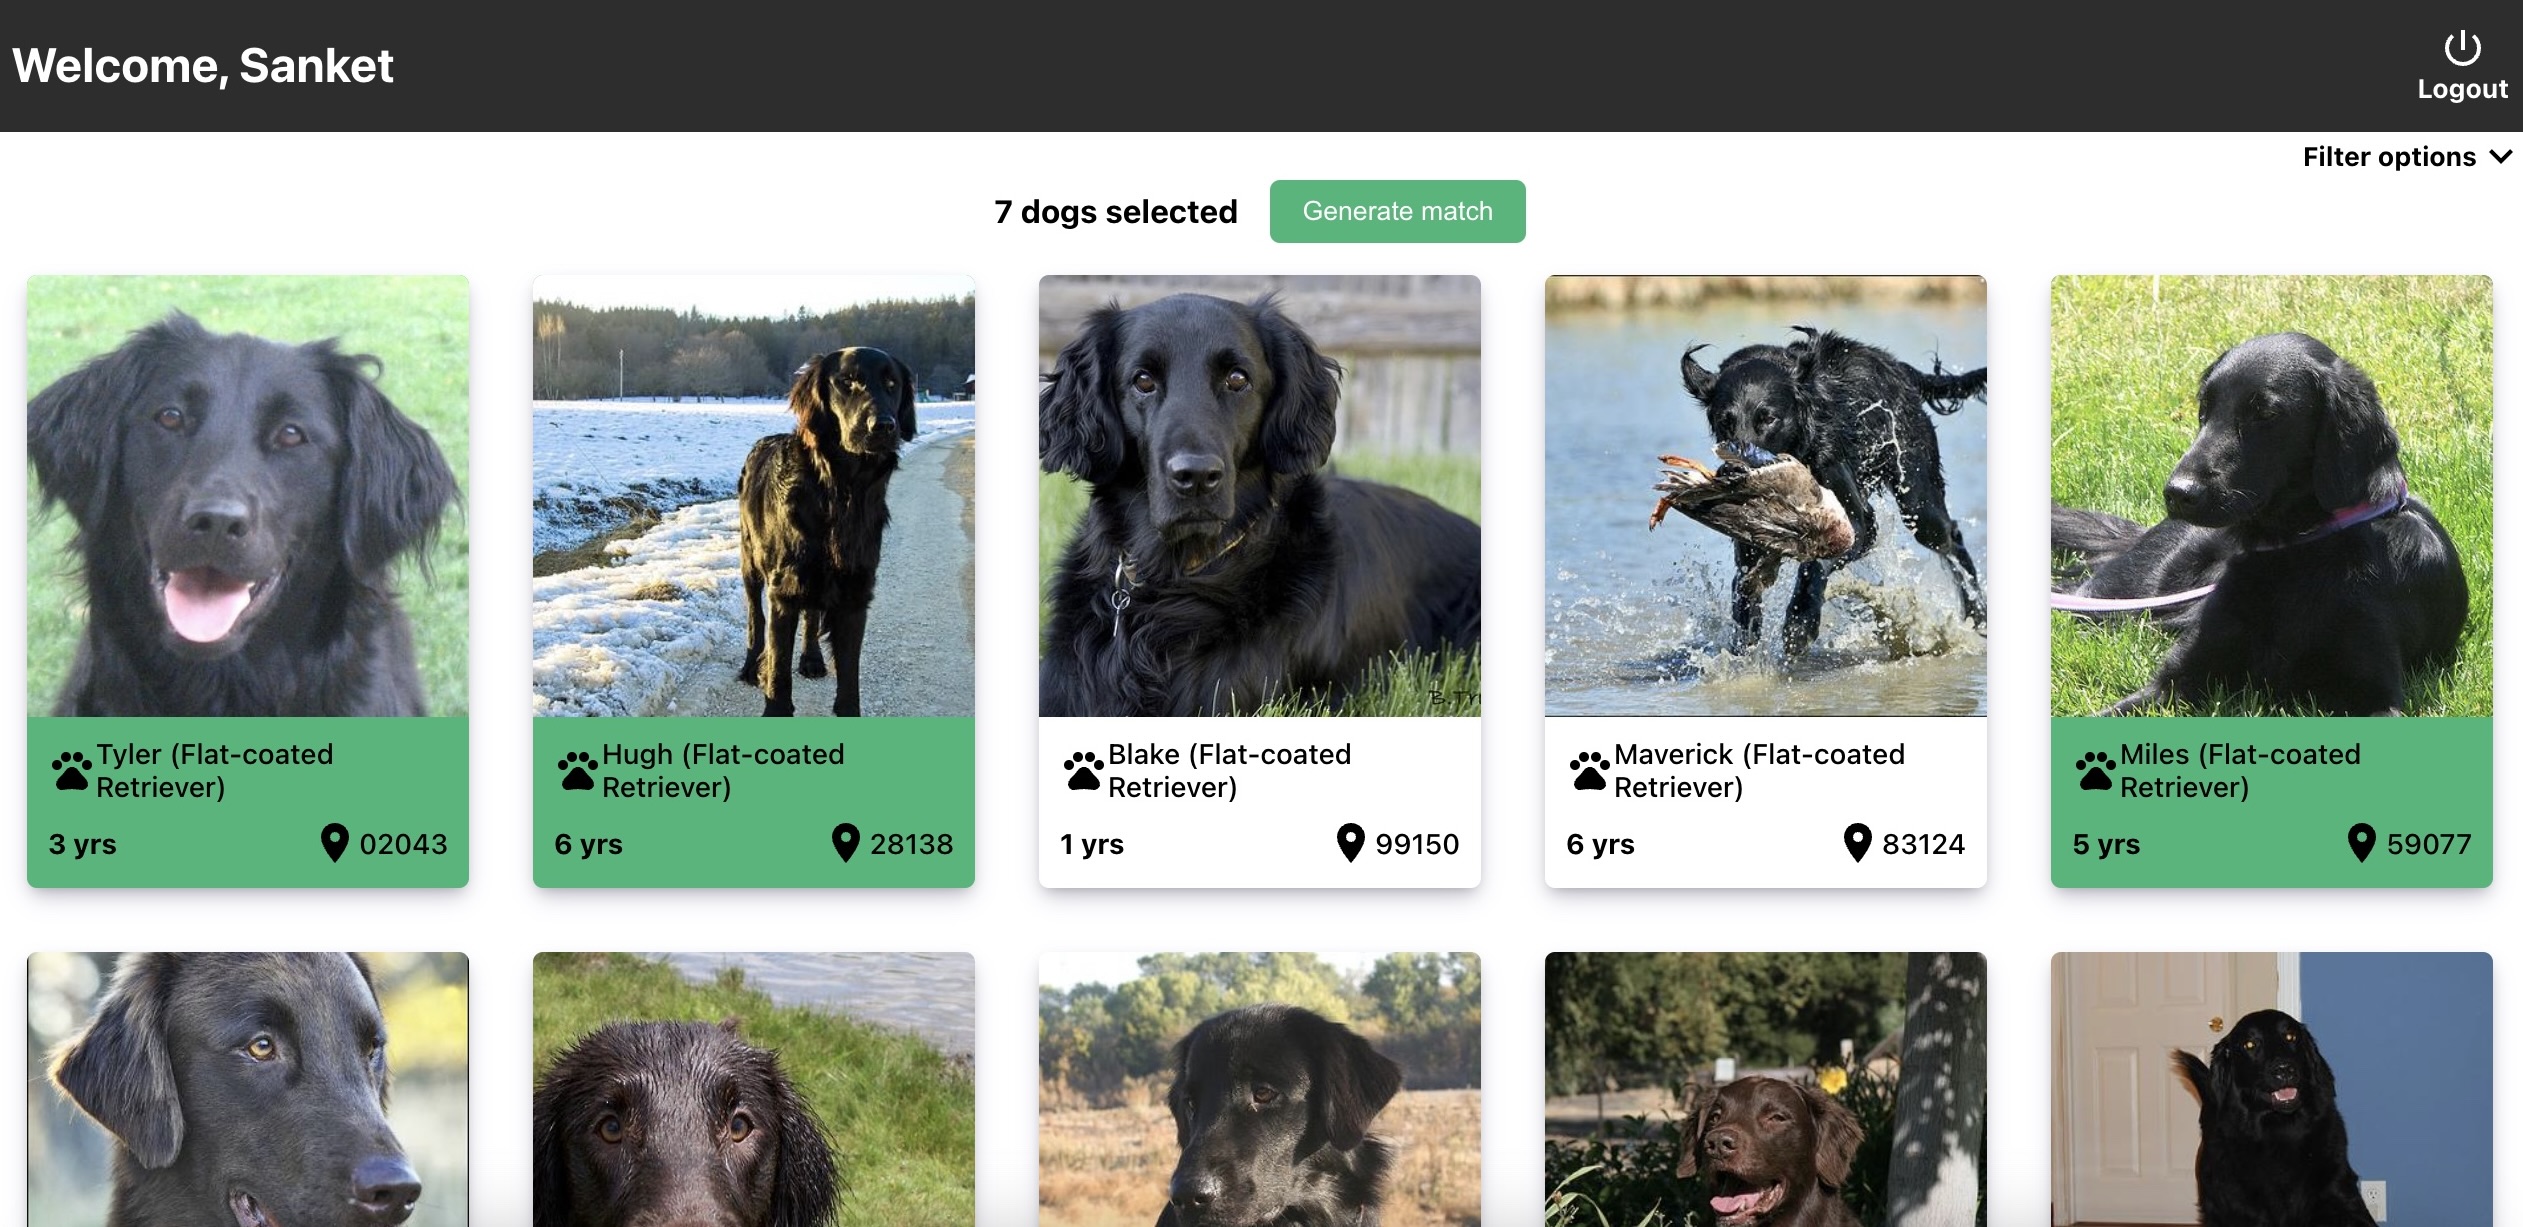 Welcome, Sanket
Logout
Filter options
7 dogs selected
Generate match
Tyler (Flat-coated
Retriever)
3 yrs
02043
Hugh (Flat-coated
Retriever)
6 yrs
28138
Blake (Flat-coated
Retriever)
1 yrs
99150
Maverick (Flat-coated
Retriever)
6 yrs
83124
Miles (Flat-coated
Retriever)
5 yrs
59077